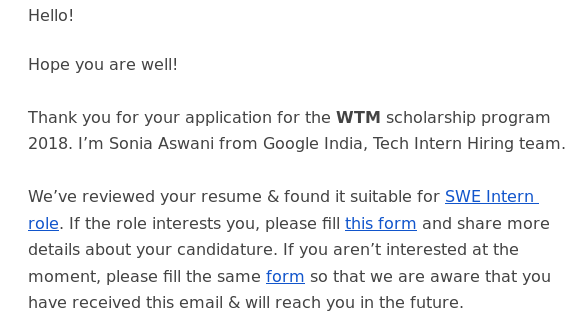 Hello!
Hope you are well!
Thank you for your application for the WTM scholarship program
2018. I’m Sonia Aswani from Google India, Tech Intern Hiring team.
We’ve reviewed your resume & found it suitable for SWE Intern
role. If the role interests you, please fill this form and share more
details about your candidature. If you aren’t interested at the
moment, please fill the same form so that we are aware that you
have received this email & will reach you in the future.